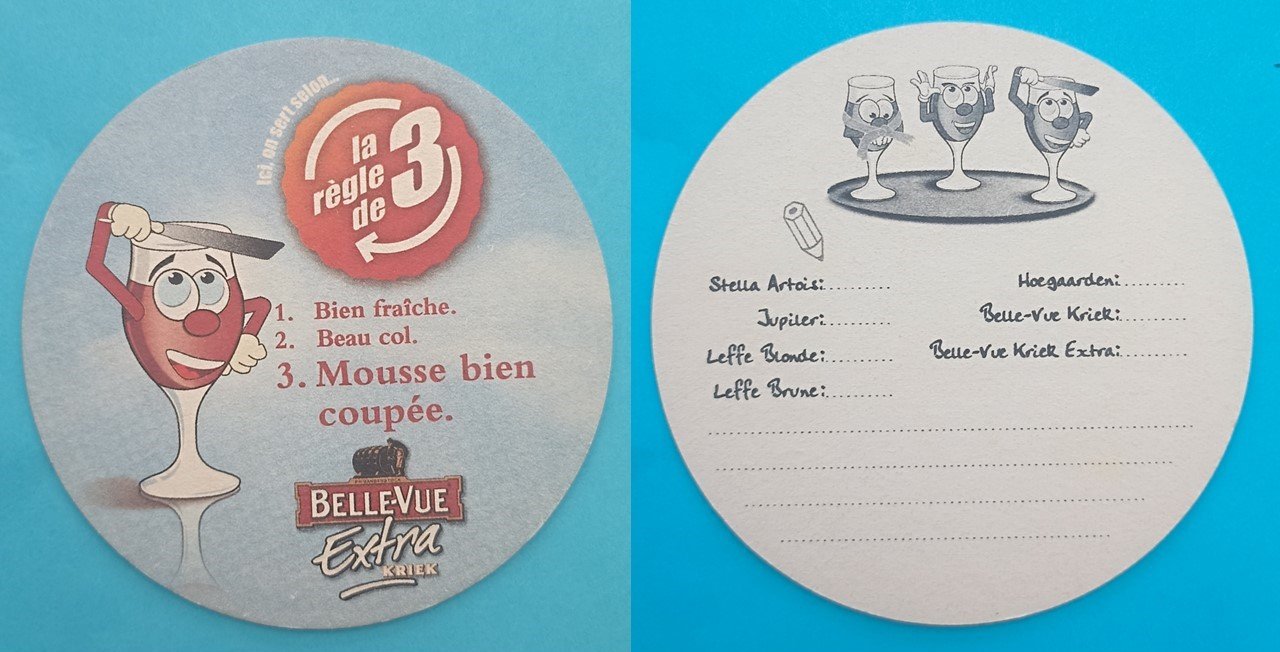 Ici, on sert selon...
la
règle
de 3
1. Bien fraîche.
2. Beau col.
3. Mousse bien
coupée.
BELLE-VUE
Extra
KRIEK
Stella Artois:..........
Jupiler:..........
Leffe Blonde:..........
Leffe Brune:..........
Hoegaarden:..........
Belle-Vue Kriek:..........
Belle-Vue Kriek Extra:..........